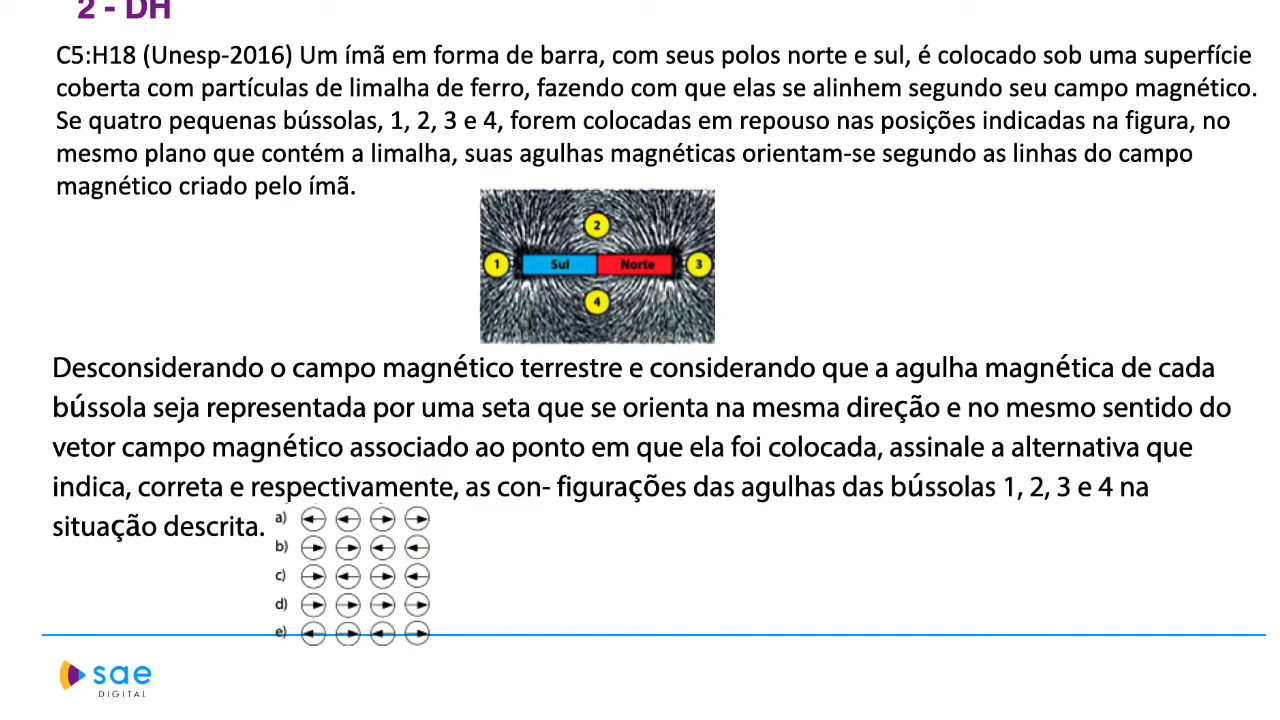 2 - DH
C5:H18 (Unesp-2016) Um ímã em forma de barra, com seus polos norte e sul, é colocado sob uma superfície
coberta com partículas de limalha de ferro, fazendo com que elas se alinhem segundo seu campo magnético.
Se quatro pequenas bússolas, 1, 2, 3 e 4, forem colocadas em repouso nas posições indicadas na figura, no
mesmo plano que contém a limalha, suas agulhas magnéticas orientam-se segundo as linhas do campo
magnético criado pelo ímã.
2
1 Sul Norte 3
4
Desconsiderando o campo magnético terrestre e considerando que a agulha magnética de cada
bússola seja representada por uma seta que se orienta na mesma direção e no mesmo sentido do
vetor campo magnético associado ao ponto em que ela foi colocada, assinale a alternativa que
indica, correta e respectivamente, as con- figurações das agulhas das bússolas 1, 2, 3 e 4 na
situação descrita.
a)
b)
c)
d)
e)
sae
DIGITAL